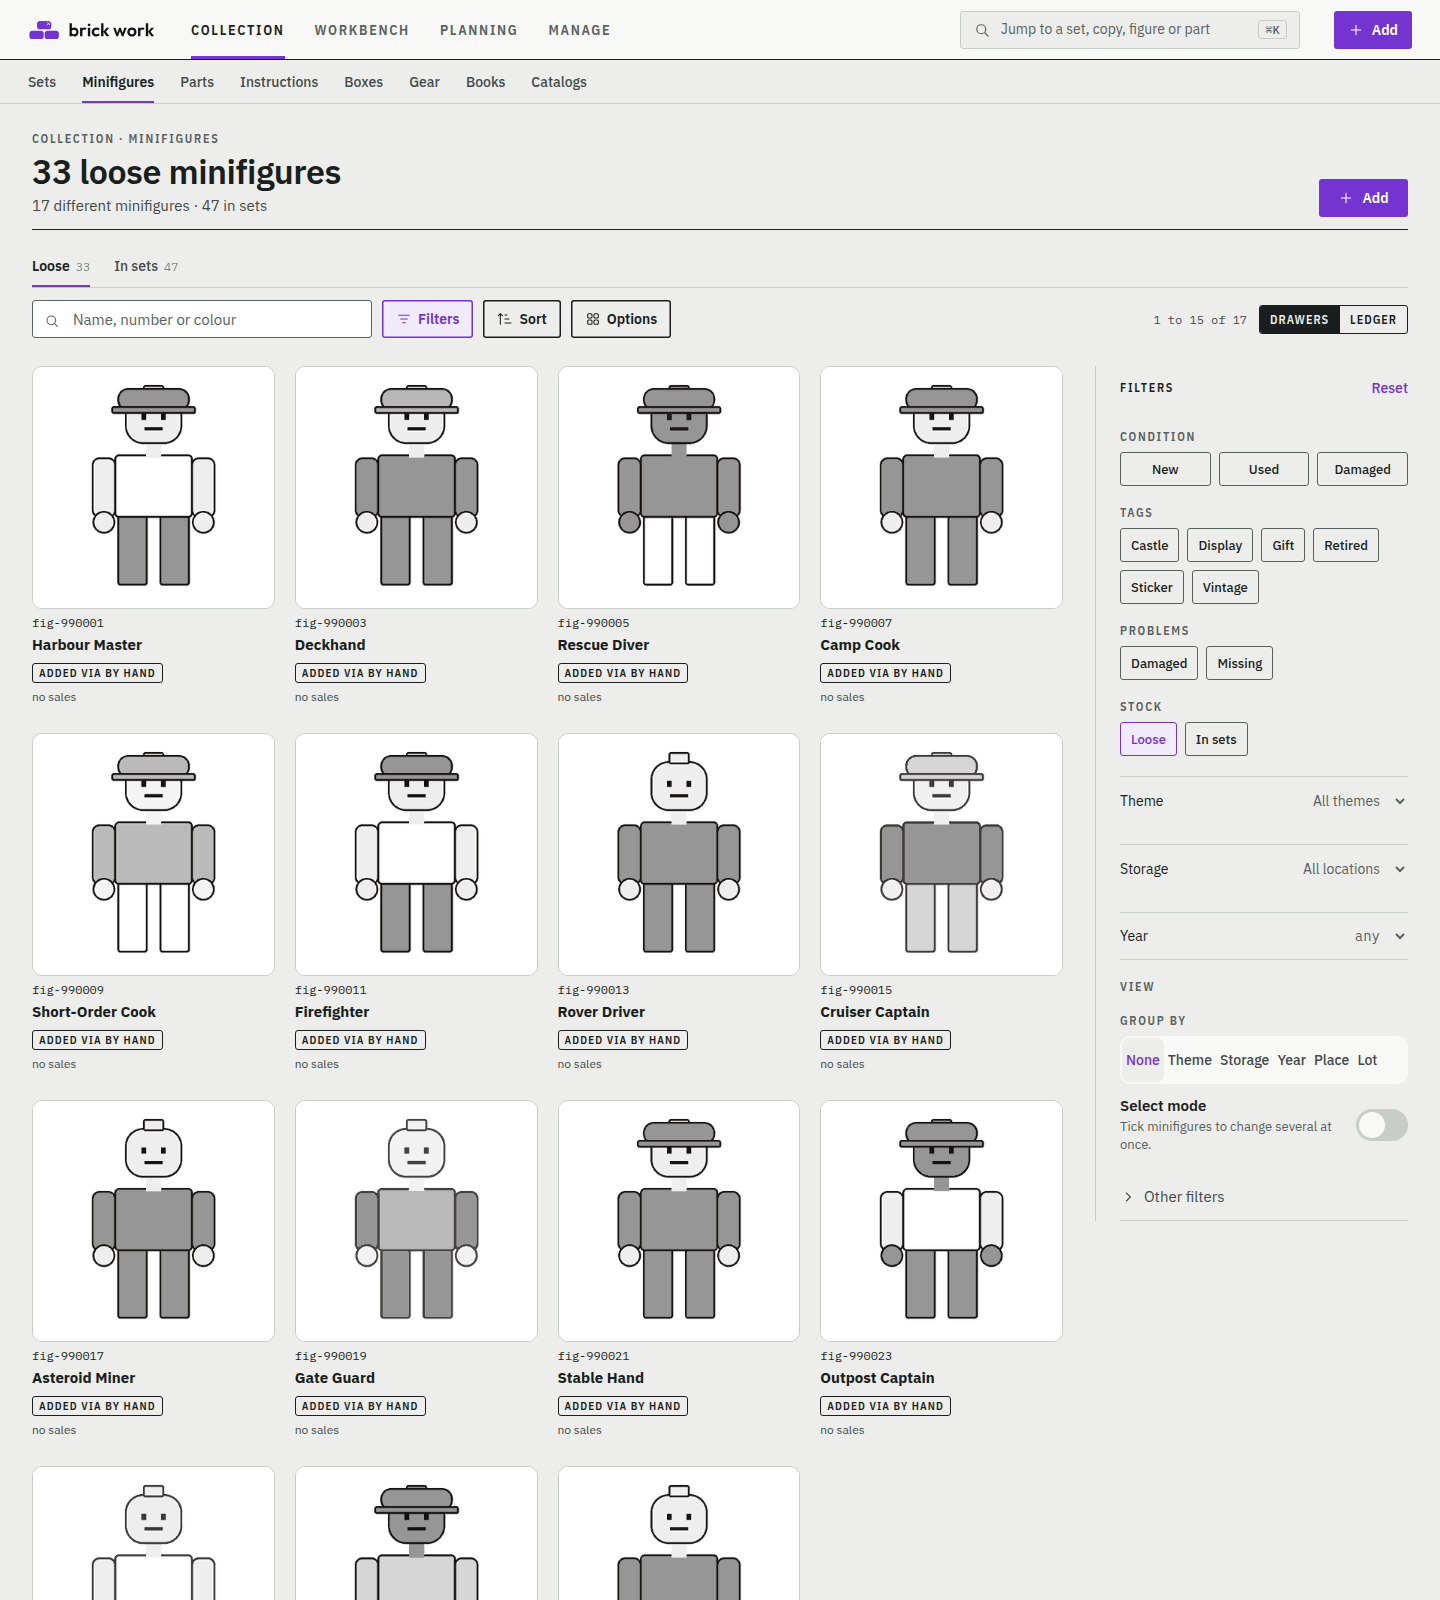 brick work
COLLECTION WORKBENCH PLANNING MANAGE
Jump to a set, copy, figure or part ⌘K
+ Add
Sets Minifigures Parts Instructions Boxes Gear Books Catalogs
COLLECTION · MINIFIGURES
33 loose minifigures
17 different minifigures · 47 in sets
+ Add
Loose 33 In sets 47
Name, number or colour
Filters Sort Options
1 to 15 of 17 DRAWERS LEDGER
fig-990001 fig-990003 fig-990005 fig-990007
Harbour Master Deckhand Rescue Diver Camp Cook
ADDED VIA BY HAND ADDED VIA BY HAND ADDED VIA BY HAND ADDED VIA BY HAND
no sales no sales no sales no sales
fig-990009 fig-990011 fig-990013 fig-990015
Short-Order Cook Firefighter Rover Driver Cruiser Captain
ADDED VIA BY HAND ADDED VIA BY HAND ADDED VIA BY HAND ADDED VIA BY HAND
no sales no sales no sales no sales
fig-990017 fig-990019 fig-990021 fig-990023
Asteroid Miner Gate Guard Stable Hand Outpost Captain
ADDED VIA BY HAND ADDED VIA BY HAND ADDED VIA BY HAND ADDED VIA BY HAND
no sales no sales no sales no sales
FILTERS Reset
CONDITION
New Used Damaged
TAGS
Castle Display Gift Retired
Sticker Vintage
PROBLEMS
Damaged Missing
STOCK
Loose In sets
Theme All themes
Storage All locations
Year any
VIEW
GROUP BY
None Theme Storage Year Place Lot
Select mode
Tick minifigures to change several at
once.
Other filters